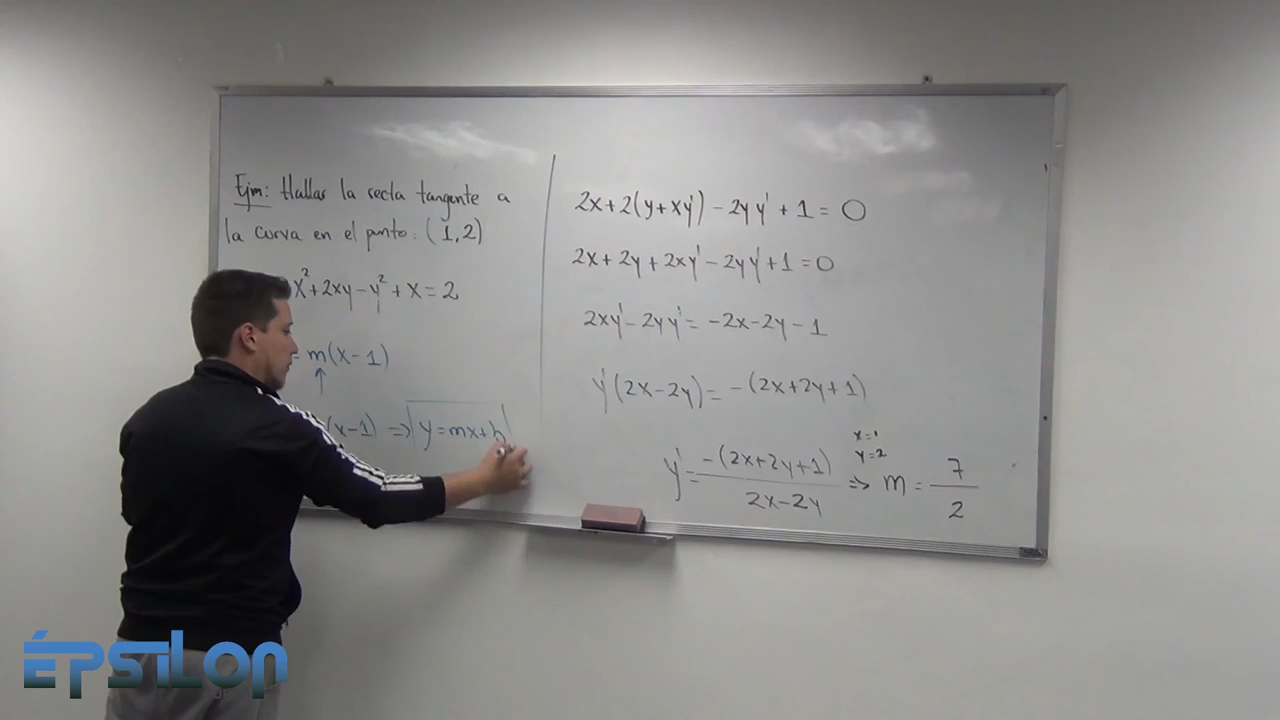 Ejm: Hallar la recta tangente a
la curva en el punto: (1,2)
x²+2xy-y²+x=2
= m(x-1)
(x-1) ⇒ y=mx+b
2x+2(y+xy')-2yy'+1=0
2x+2y+2xy'-2yy'+1=0
2xy'-2yy'=-2x-2y-1
y'(2x-2y)=-(2x+2y+1)
x=1
y=2
y'=-(2x+2y+1)/2x-2y ⇒ m=7/2
ÉPSILON